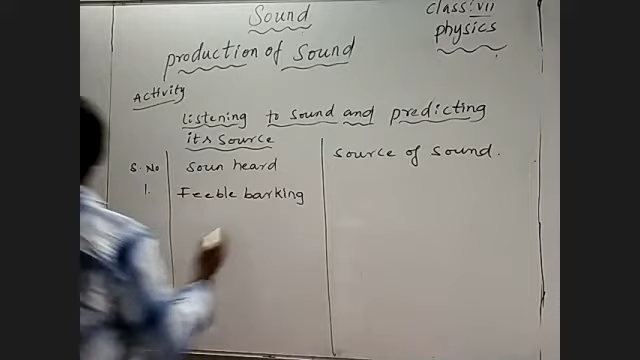 Sound
class: VII
physics
production of Sound
Activity
listening to sound and predicting
its source
S. No
Soun heard
source of sound.
1.
Feeble barking